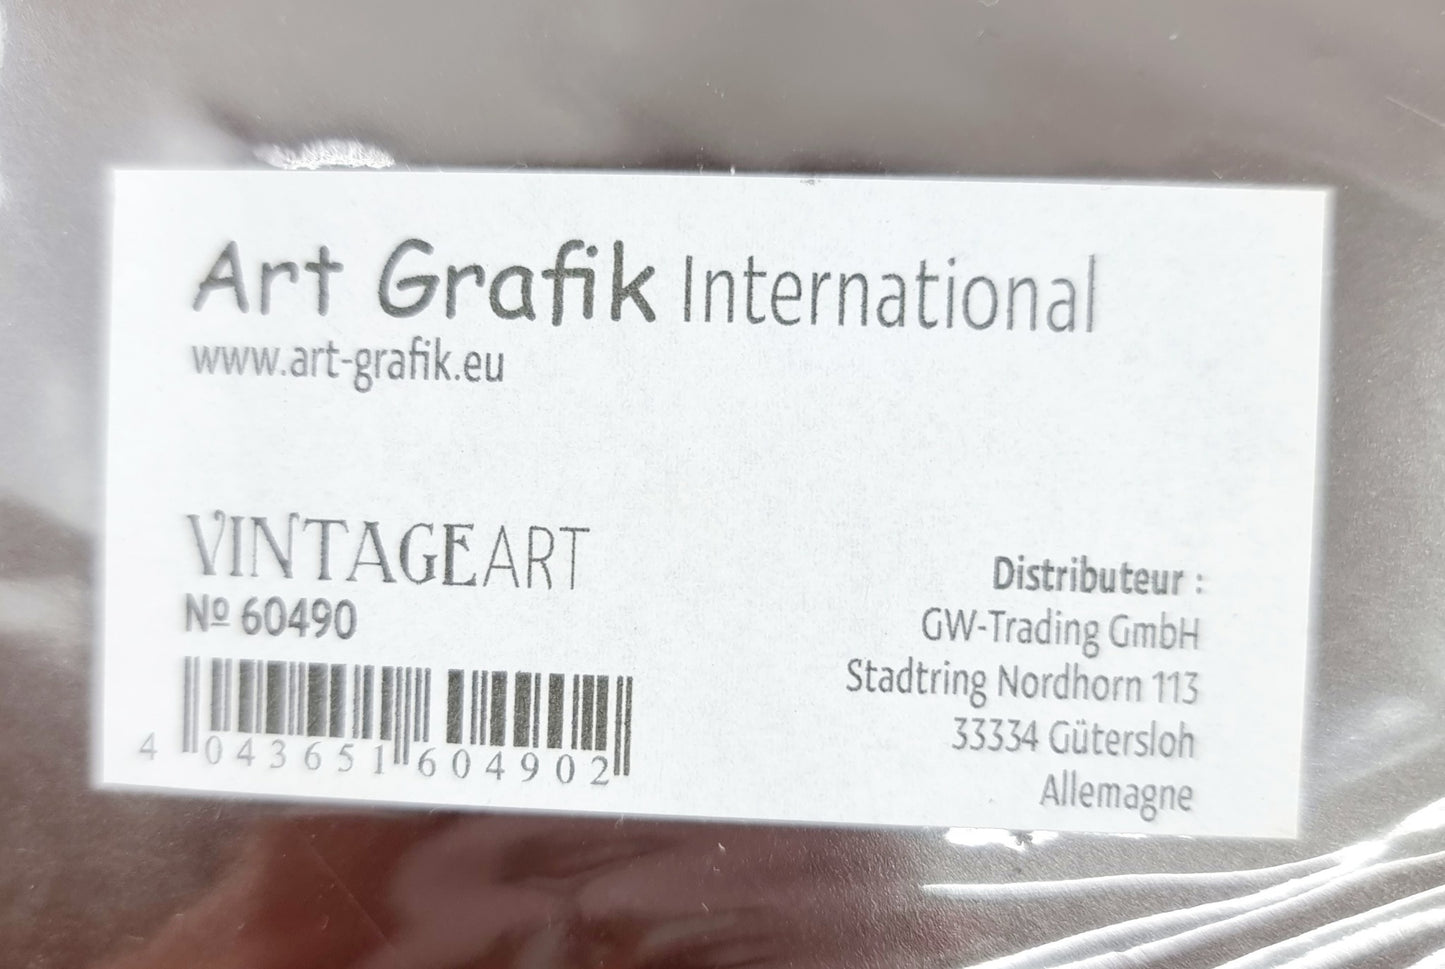 Art Grafik International
www.art-grafik.eu
VINTAGEART
Nº 60490
4 043651 604902
Distributeur :
GW-Trading GmbH
Stadtring Nordhorn 113
33334 Gütersloh
Allemagne